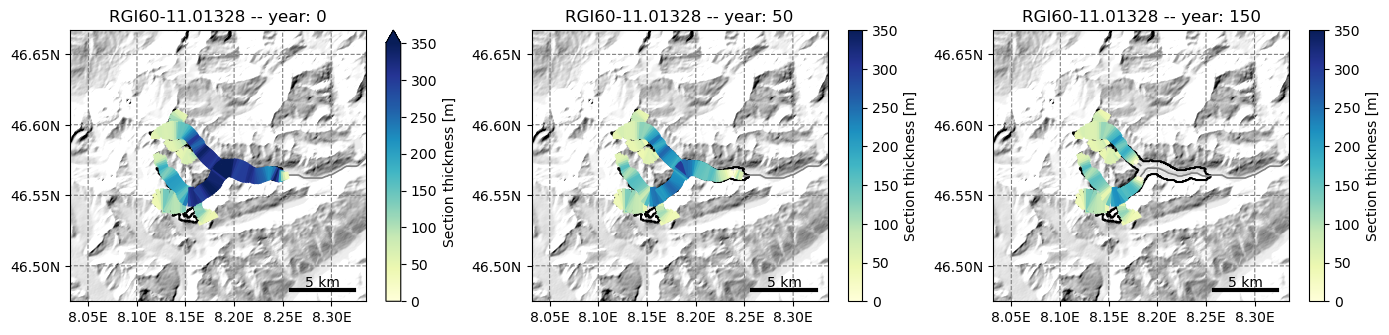 RGI60-11.01328 -- year: 0
46.65N
46.60N
46.55N
46.50N
8.05E 8.10E 8.15E 8.20E 8.25E 8.30E
5 km
350
300
250
200
150
100
50
0
Section thickness [m]
RGI60-11.01328 -- year: 50
46.65N
46.60N
46.55N
46.50N
8.05E 8.10E 8.15E 8.20E 8.25E 8.30E
5 km
350
300
250
200
150
100
50
0
Section thickness [m]
RGI60-11.01328 -- year: 150
46.65N
46.60N
46.55N
46.50N
8.05E 8.10E 8.15E 8.20E 8.25E 8.30E
5 km
350
300
250
200
150
100
50
0
Section thickness [m]